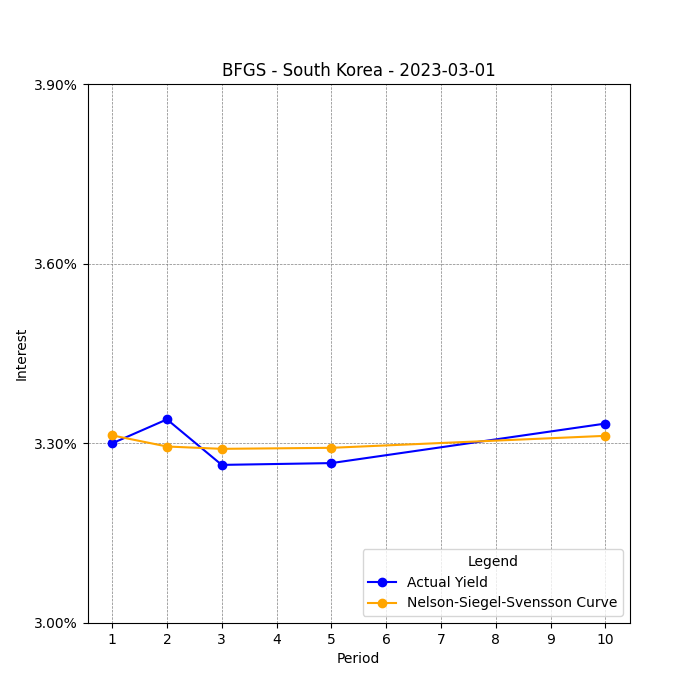 BFGS - South Korea - 2023-03-01
3.90%
3.60%
3.30%
3.00%
Interest
1 2 3 4 5 6 7 8 9 10
Period
Legend
Actual Yield
Nelson-Siegel-Svensson Curve